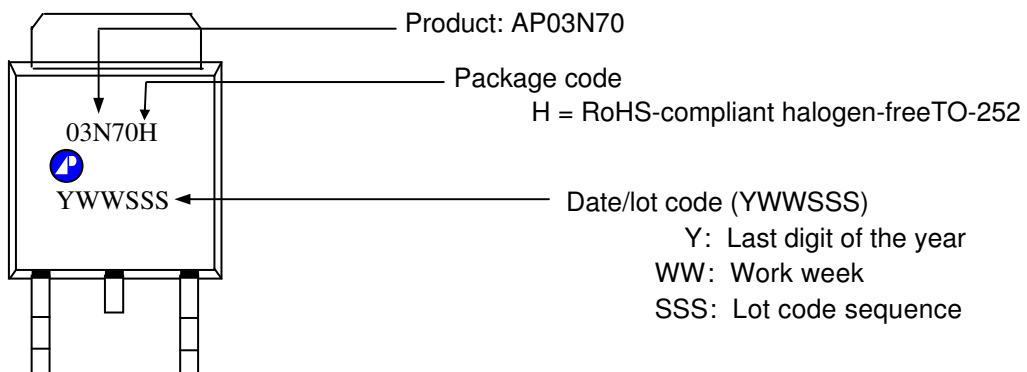 Product: AP03N70
Package code
H = RoHS-compliant halogen-freeTO-252
03N70H
AP
YWWSSS
Date/lot code (YWWSSS)
Y: Last digit of the year
WW: Work week
SSS: Lot code sequence